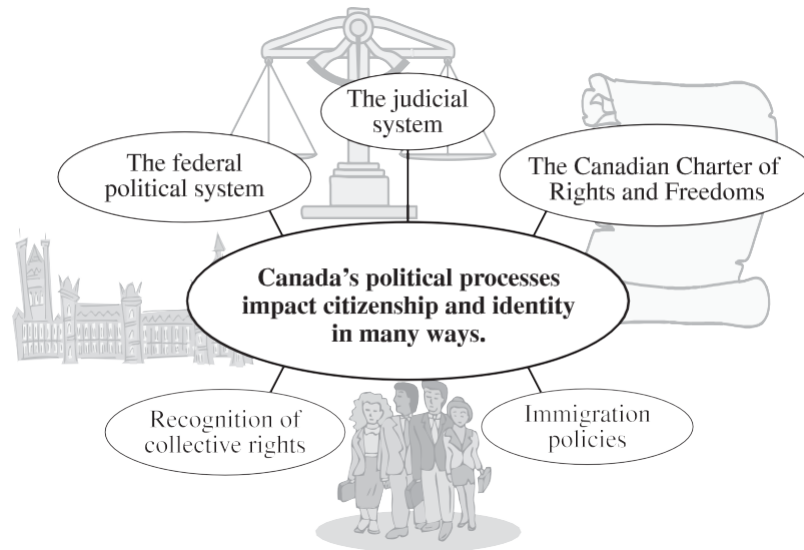 The judicial
system
The federal
political system
The Canadian Charter of
Rights and Freedoms
Canada's political processes
impact citizenship and identity
in many ways.
Recognition of
collective rights
Immigration
policies